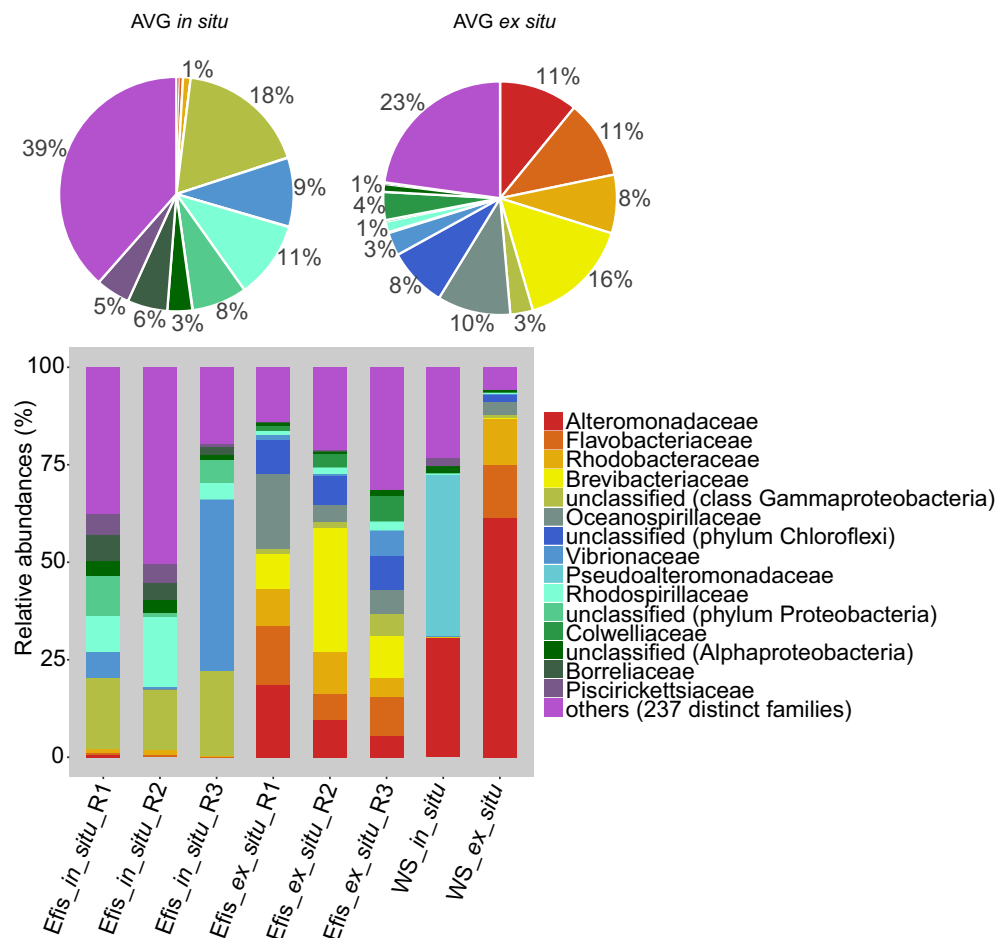 AVG in situ
AVG ex situ
1%
18%
9%
11%
8%
3%
6%
5%
39%
11%
11%
8%
16%
3%
10%
8%
3%
1%
4%
1%
23%
Relative abundances (%)
100
75
50
25
0
Efis_in_situ_R1
Efis_in_situ_R2
Efis_in_situ_R3
Efis_ex_situ_R1
Efis_ex_situ_R2
Efis_ex_situ_R3
WS_in_situ
WS_ex_situ
Alteromonadaceae
Flavobacteriaceae
Rhodobacteraceae
Brevibacteriaceae
unclassified (class Gammaproteobacteria)
Oceanospirillaceae
unclassified (phylum Chloroflexi)
Vibrionaceae
Pseudoalteromonadaceae
Rhodospirillaceae
unclassified (phylum Proteobacteria)
Colwelliaceae
unclassified (Alphaproteobacteria)
Borreliaceae
Piscirickettsiaceae
others (237 distinct families)